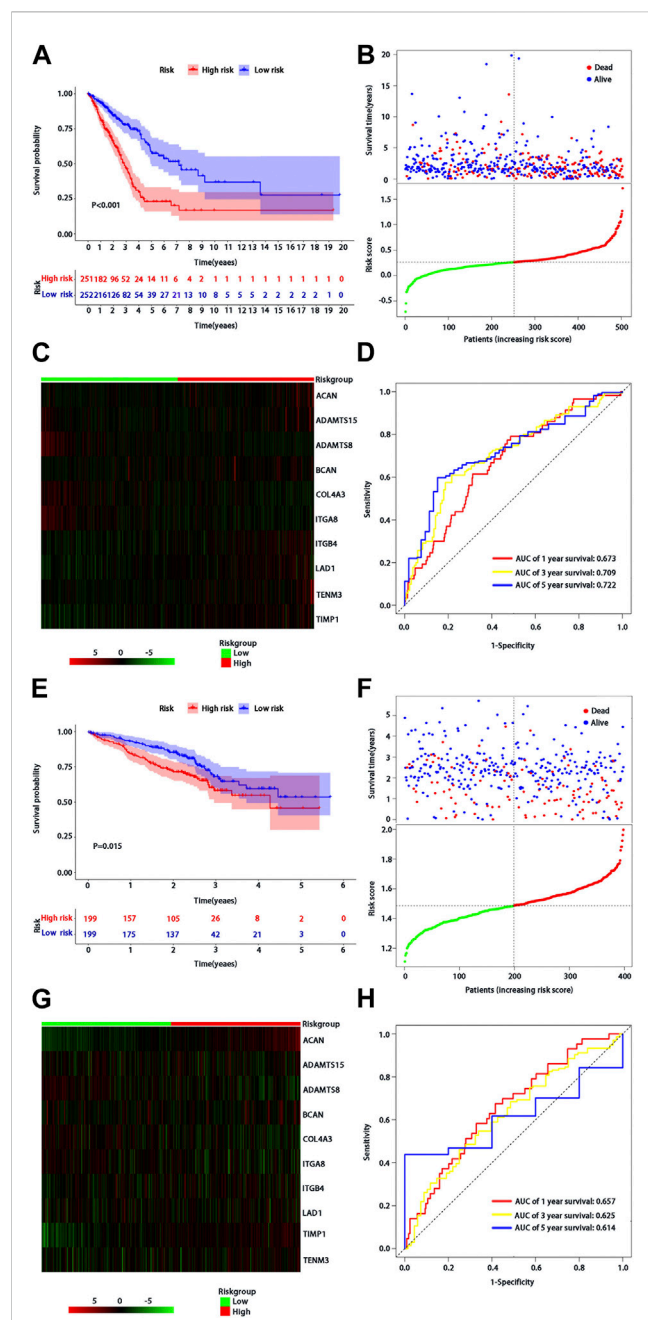 A
Risk High risk Low risk
Survival probability
1.00
0.75
0.50
0.25
0.00
P<0.001
0 1 2 3 4 5 6 7 8 9 10 11 12 13 14 15 16 17 18 19 20
Time(yeaes)
Risk
High risk 251 182 96 52 24 14 11 6 4 2 1 1 1 1 1 1 1 1 1 1 0
Low risk 252 216 126 82 54 39 27 21 13 10 8 5 5 5 2 2 2 2 2 1 0
0 1 2 3 4 5 6 7 8 9 10 11 12 13 14 15 16 17 18 19 20
Time(yeaes)
B
Dead
Alive
Survival time(years)
20
15
10
5
0
Risk score
1.5
1.0
0.5
0.0
-0.5
0 100 200 300 400 500
Patients (increasing risk score)
C
Riskgroup
ACAN
ADAMTS15
ADAMTS8
BCAN
COL4A3
ITGA8
ITGB4
LAD1
TENM3
TIMP1
5 0 -5
Riskgroup
Low
High
D
Sensitivity
1.0
0.8
0.6
0.4
0.2
0.0
AUC of 1 year survival: 0.673
AUC of 3 year survival: 0.709
AUC of 5 year survival: 0.722
0.0 0.2 0.4 0.6 0.8 1.0
1-Specificity
E
Risk High risk Low risk
Survival probability
1.00
0.75
0.50
0.25
0.00
P=0.015
0 1 2 3 4 5 6
Time(yeaes)
Risk
High risk 199 157 105 26 8 2 0
Low risk 199 175 137 42 21 3 0
0 1 2 3 4 5 6
Time(yeaes)
F
Dead
Alive
Survival time(years)
5
4
3
2
1
0
Risk score
2.0
1.8
1.6
1.4
1.2
0 100 200 300 400
Patients (increasing risk score)
G
Riskgroup
ACAN
ADAMTS15
ADAMTS8
BCAN
COL4A3
ITGA8
ITGB4
LAD1
TIMP1
TENM3
5 0 -5
Riskgroup
Low
High
H
Sensitivity
1.0
0.8
0.6
0.4
0.2
0.0
AUC of 1 year survival: 0.657
AUC of 3 year survival: 0.625
AUC of 5 year survival: 0.614
0.0 0.2 0.4 0.6 0.8 1.0
1-Specificity